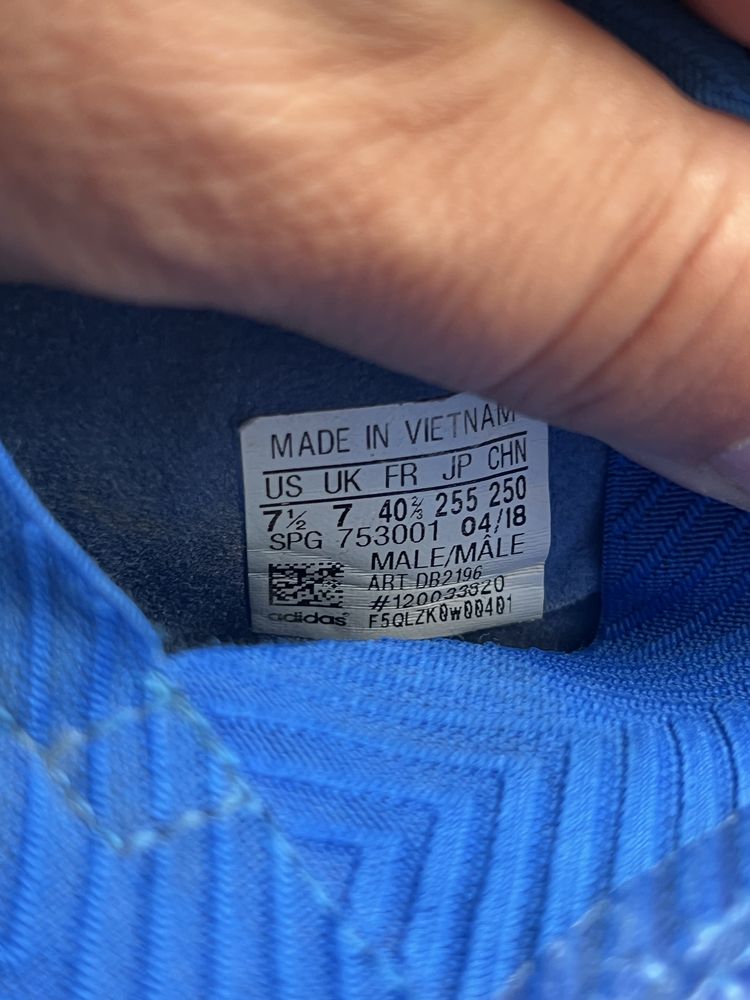 MADE IN VIETNAM
US UK FR JP CHN
7½ 7 40⅔ 255 250
SPG 753001 04/18
MALE/MÂLE
ART DB2196
#120033520
adidas F5QLZK0w00401